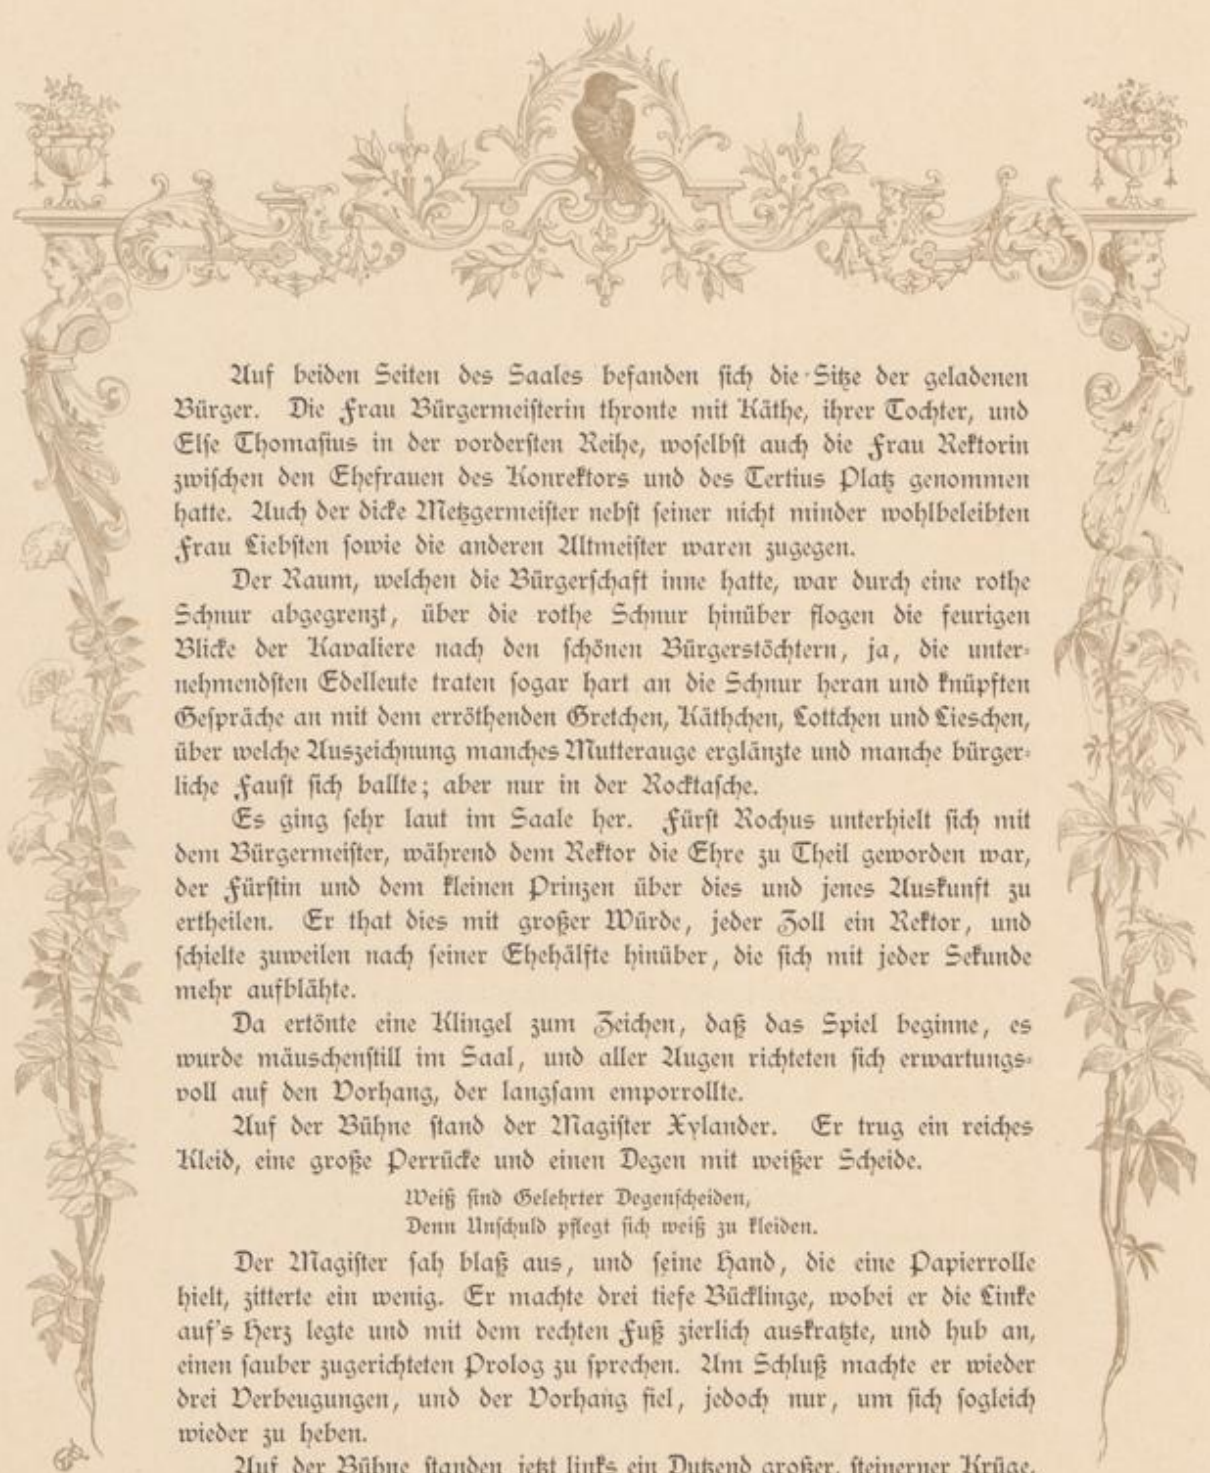 Auf beiden Seiten des Saales befanden sich die Sitze der geladenen
Bürger. Die Frau Bürgermeisterin thronte mit Käthe, ihrer Tochter, und
Else Thomasius in der vordersten Reihe, woselbst auch die Frau Rektorin
zwischen den Ehefrauen des Konrektors und des Tertius Platz genommen
hatte. Auch der dicke Metzgermeister nebst seiner nicht minder wohlbeleibten
Frau Liebsten sowie die anderen Altmeister waren zugegen.
Der Raum, welchen die Bürgerschaft inne hatte, war durch eine rothe
Schnur abgegrenzt, über die rothe Schnur hinüber flogen die feurigen
Blicke der Kavaliere nach den schönen Bürgerstöchtern, ja, die unter-
nehmendsten Edelleute traten sogar hart an die Schnur heran und knüpften
Gespräche an mit dem erröthenden Gretchen, Käthchen, Lottchen und Lieschen,
über welche Auszeichnung manches Mutterauge erglänzte und manche bürger-
liche Faust sich ballte; aber nur in der Rocktasche.
Es ging sehr laut im Saale her. Fürst Rochus unterhielt sich mit
dem Bürgermeister, während dem Rektor die Ehre zu Theil geworden war,
der Fürstin und dem kleinen Prinzen über dies und jenes Auskunft zu
ertheilen. Er that dies mit großer Würde, jeder Zoll ein Rektor, und
schielte zuweilen nach seiner Ehehälfte hinüber, die sich mit jeder Sekunde
mehr aufblähte.
Da ertönte eine Klingel zum Zeichen, daß das Spiel beginne, es
wurde mäuschenstill im Saal, und aller Augen richteten sich erwartungs-
voll auf den Vorhang, der langsam emporrollte.
Auf der Bühne stand der Magister Xylander. Er trug ein reiches
Kleid, eine große Perrücke und einen Degen mit weißer Scheide.
Weiß sind Gelehrter Degenscheiden,
Denn Unschuld pflegt sich weiß zu kleiden.
Der Magister sah blaß aus, und seine Hand, die eine Papierrolle
hielt, zitterte ein wenig. Er machte drei tiefe Bücklinge, wobei er die Linke
auf's Herz legte und mit dem rechten Fuß zierlich auskratzte, und hub an,
einen sauber zugerichteten Prolog zu sprechen. Am Schluß machte er wieder
drei Verbeugungen, und der Vorhang fiel, jedoch nur, um sich sogleich
wieder zu heben.
Auf der Bühne standen jetzt links ein Dutzend großer, steinerner Krüge,